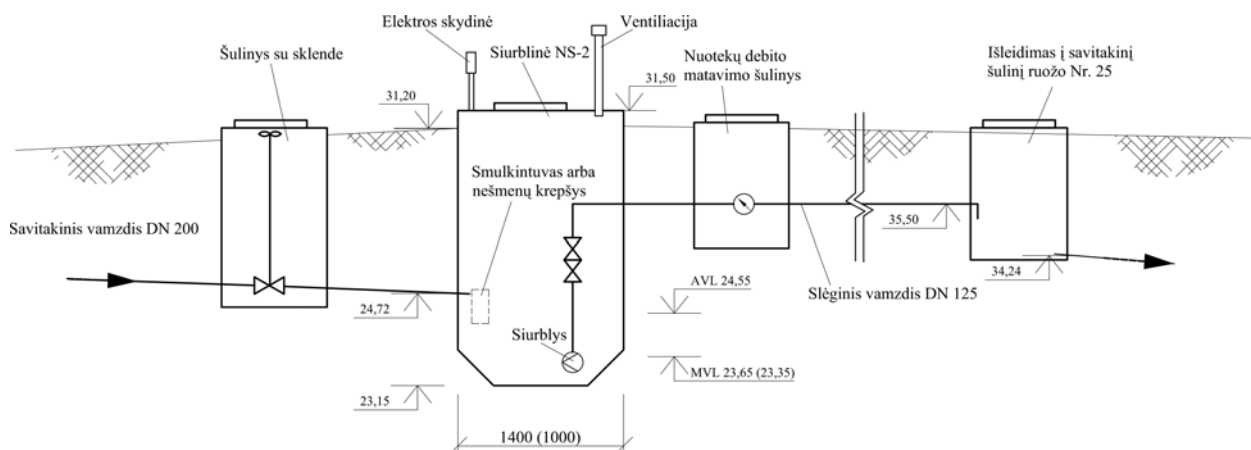 Elektros skydinė
Ventiliacija
Šulinys su sklende
Siurblinė NS-2
Nuotekų debito
matavimo šulinys
Išleidimas į savitakinį
šulinį ruožo Nr. 25
31,20
31,50
Smulkintuvas arba
nešmenų krepšys
Savitakinis vamzdis DN 200
35,50
34,24
24,72
AVL 24,55
Slėginis vamzdis DN 125
Siurblys
MVL 23,65 (23,35)
23,15
1400 (1000)